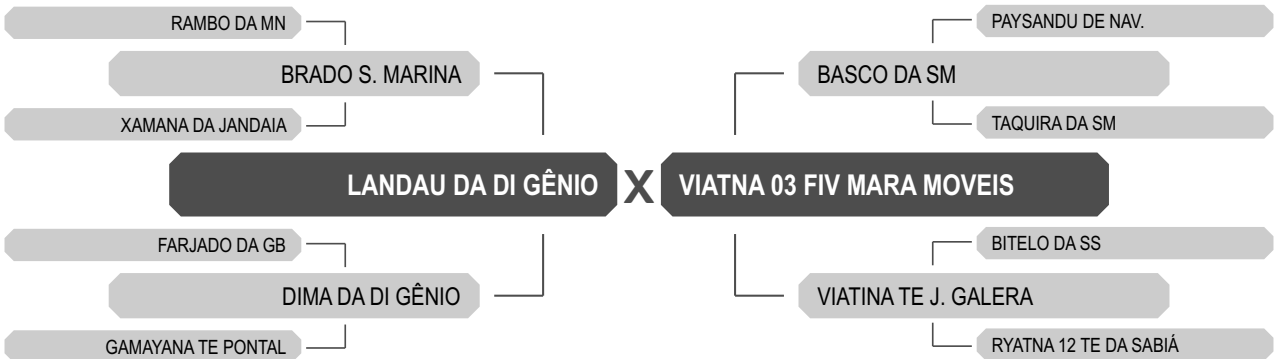 RAMBO DA MN
PAYSANDU DE NAV.
BRADO S. MARINA
BASCO DA SM
XAMANA DA JANDAIA
TAQUIRA DA SM
LANDAU DA DI GÊNIO X VIATNA 03 FIV MARA MOVEIS
FARJADO DA GB
BITELO DA SS
DIMA DA DI GÊNIO
VIATINA TE J. GALERA
GAMAYANA TE PONTAL
RYATNA 12 TE DA SABIÁ